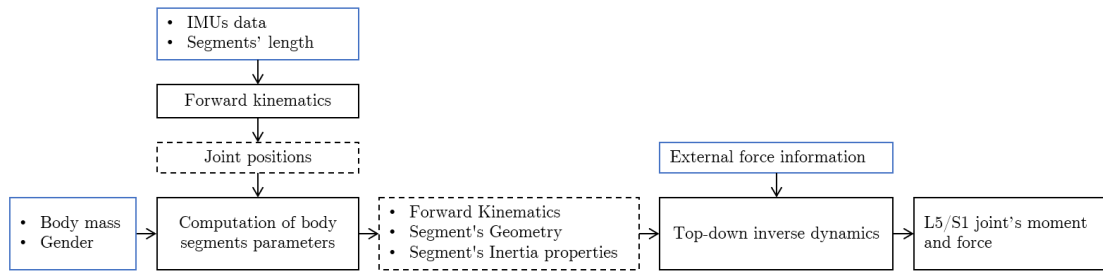 • IMUs data
• Segments' length
Forward kinematics
Joint positions
External force information
• Body mass
• Gender
Computation of body
segments parameters
• Forward Kinematics
• Segment's Geometry
• Segment's Inertia properties
Top-down inverse dynamics
L5/S1 joint's moment
and force